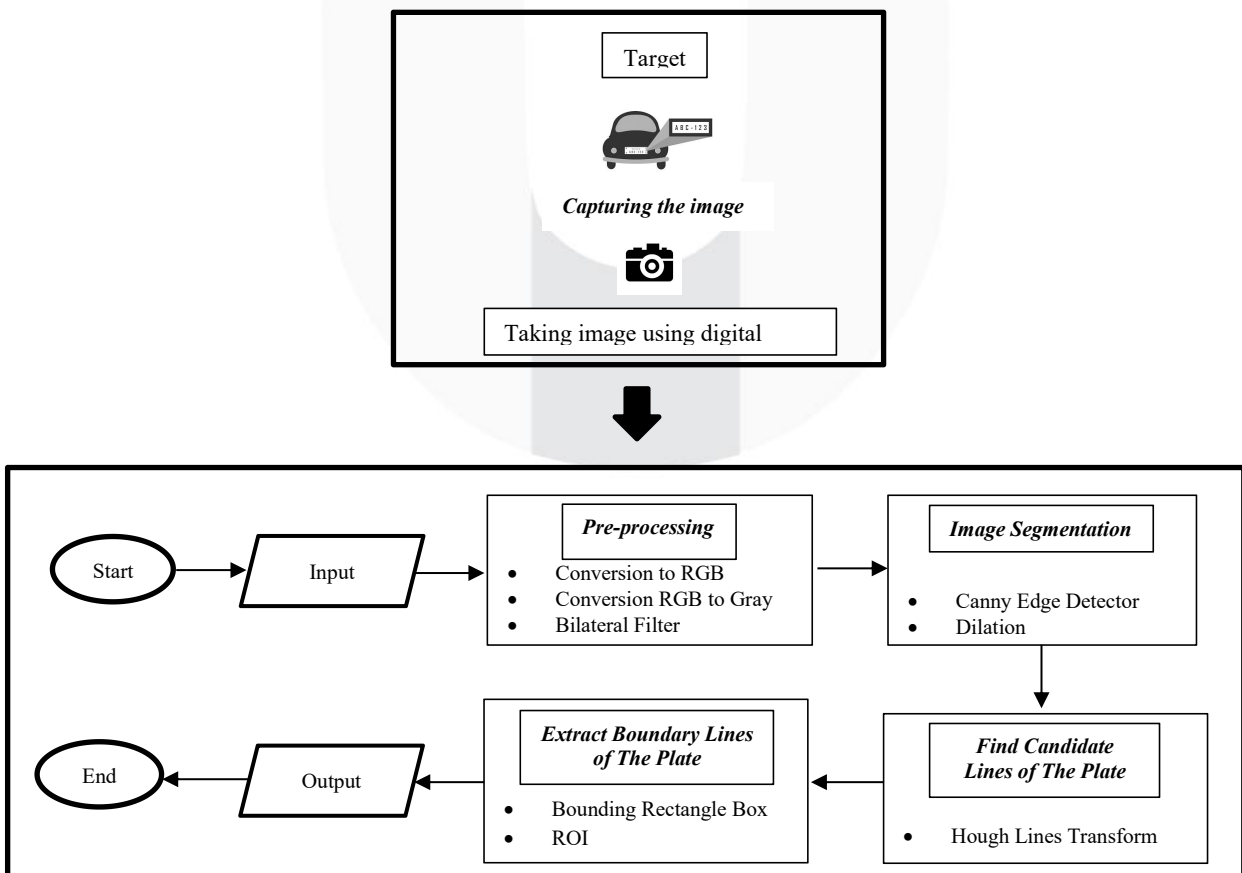 Target
ABC-123
Capturing the image
Taking image using digital
Start
Input
Pre-processing
• Conversion to RGB
• Conversion RGB to Gray
• Bilateral Filter
Image Segmentation
• Canny Edge Detector
• Dilation
Find Candidate
Lines of The Plate
• Hough Lines Transform
Extract Boundary Lines
of The Plate
• Bounding Rectangle Box
• ROI
Output
End